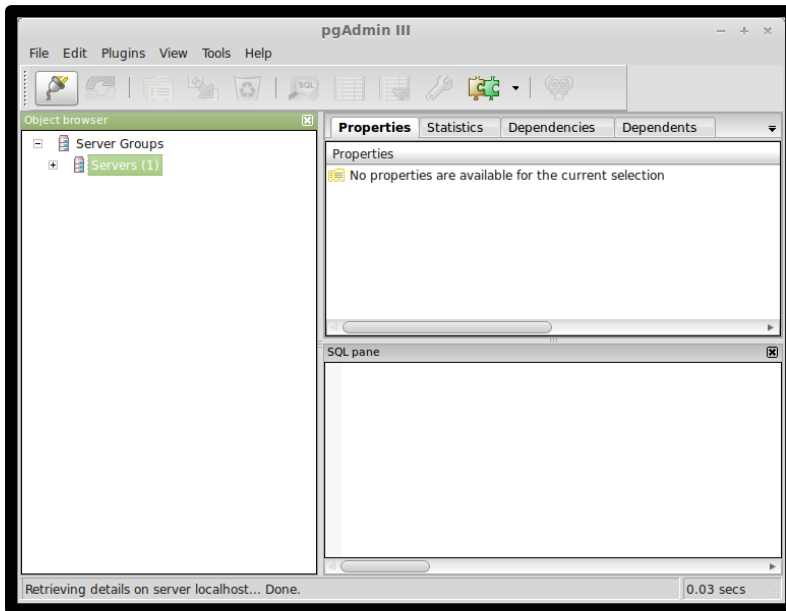 pgAdmin III
File Edit Plugins View Tools Help
SQL
Object browser
Server Groups
Servers (1)
Properties Statistics Dependencies Dependents
Properties
No properties are available for the current selection
SQL pane
Retrieving details on server localhost... Done.
0.03 secs